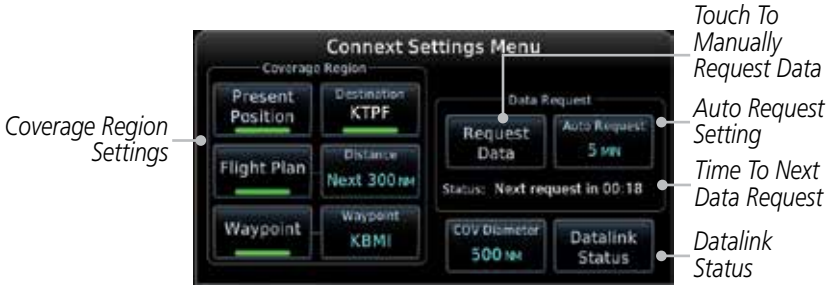 Touch To
Manually
Request Data
Auto Request
Setting
Time To Next
Data Request
Datalink
Status
Coverage Region
Settings
Connext Settings Menu
Coverage Region
Present
Position
Destination
KTPF
Flight Plan
Distance
Next 300 NM
Waypoint
Waypoint
KBMI
Data Request
Request
Data
Auto Request
5 MIN
Status: Next request in 00:18
COV Diameter
500 NM
Datalink
Status